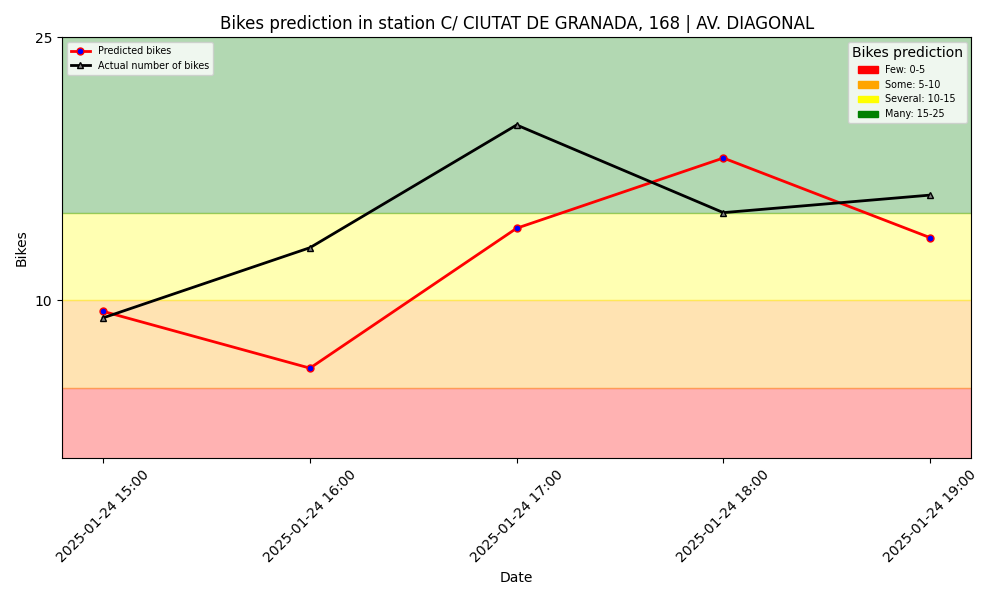 Bikes prediction in station C/ CIUTAT DE GRANADA, 168 | AV. DIAGONAL
25
Predicted bikes
Actual number of bikes
Bikes prediction
Few: 0-5
Some: 5-10
Several: 10-15
Many: 15-25
Bikes
10
2025-01-24 15:00
2025-01-24 16:00
2025-01-24 17:00
2025-01-24 18:00
2025-01-24 19:00
Date